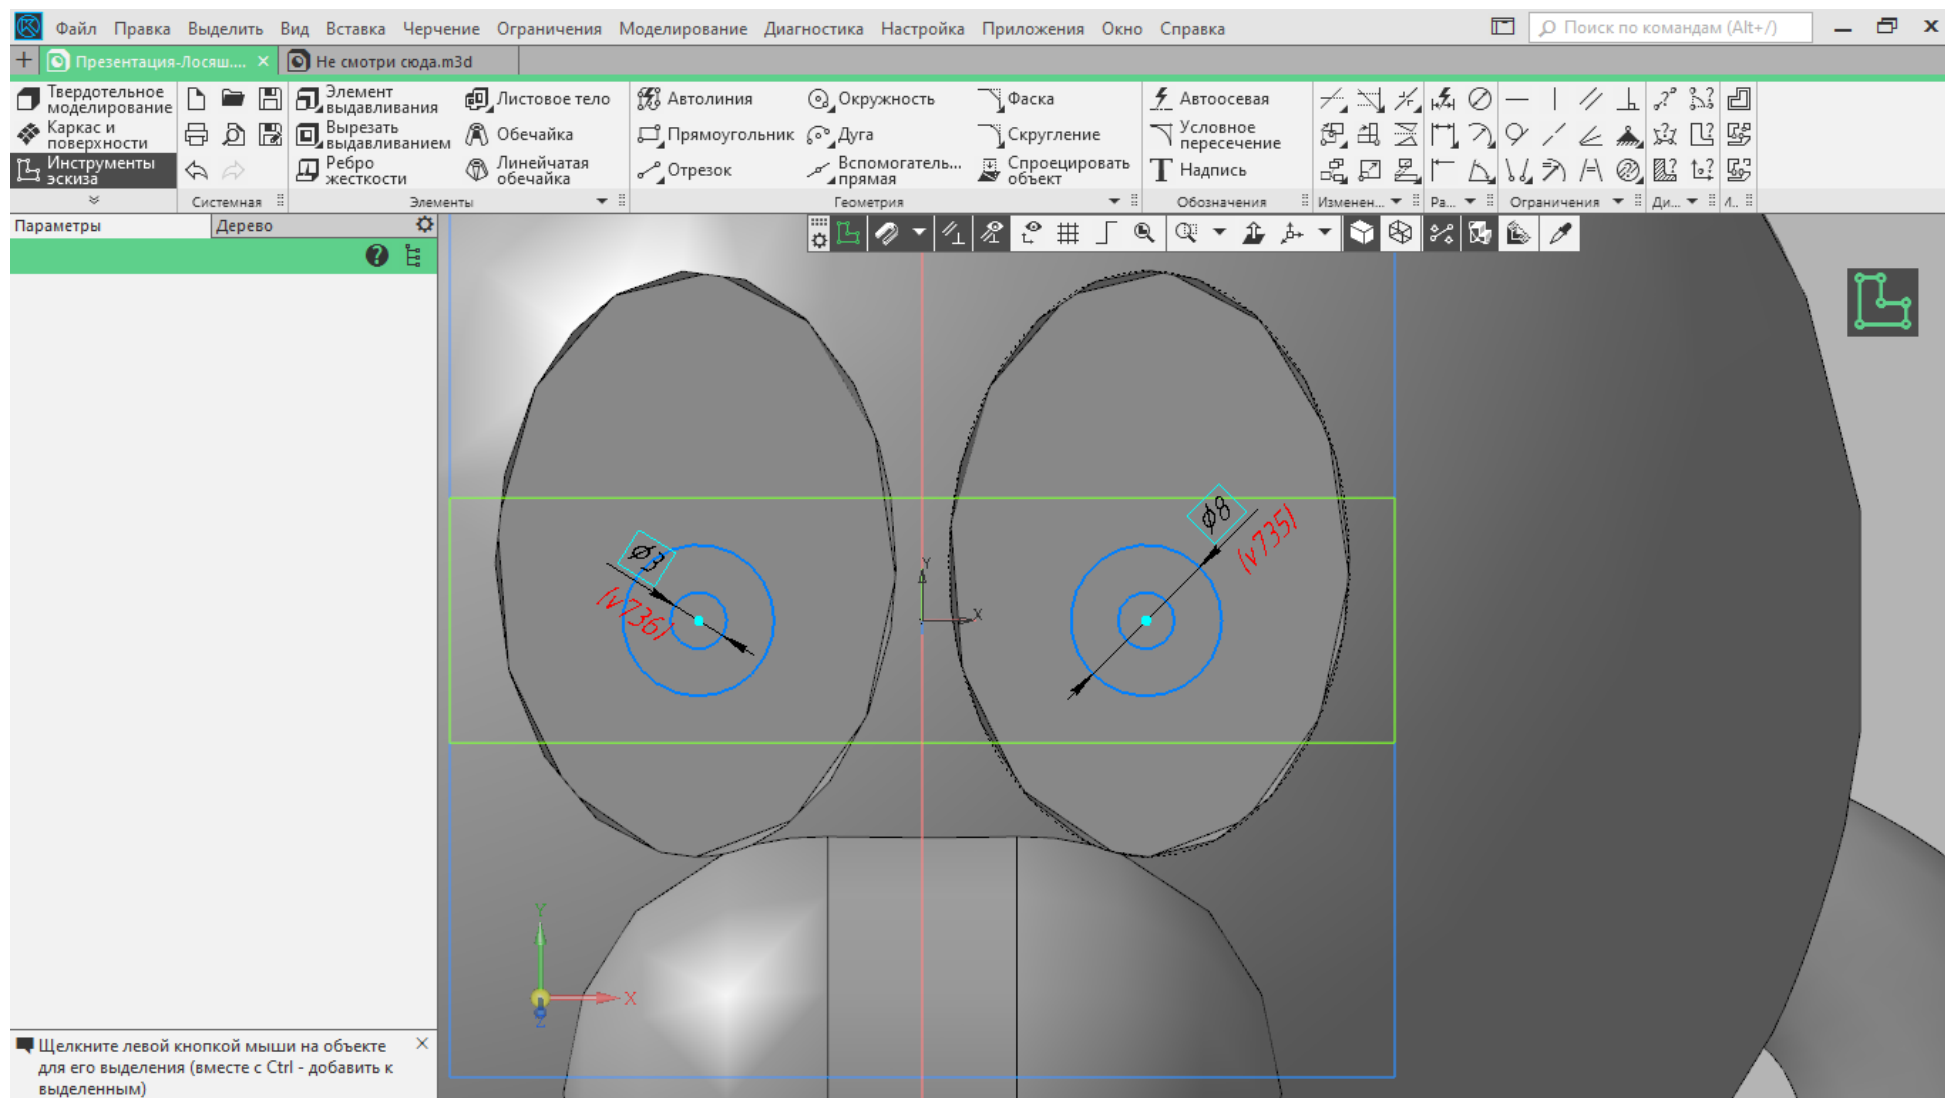 Файл Правка Выделить Вид Вставка Черчение Ограничения Моделирование Диагностика Настройка Приложения Окно Справка
Поиск по командам (Alt+/)
Презентация-Лосяш....
Не смотри сюда.m3d
Твердотельное моделирование
Каркас и поверхности
Инструменты эскиза
Системная
Элемент выдавливания
Вырезать выдавливанием
Ребро жесткости
Листовое тело
Обечайка
Линейчатая обечайка
Элементы
Автолиния
Прямоугольник
Отрезок
Окружность
Дуга
Вспомогатель... прямая
Фаска
Скругление
Спроецировать объект
Геометрия
Автоосевая
Условное пересечение
Надпись
Обозначения
Изменен...
Ра...
Ограничения
Ди...
Л..
Параметры
Дерево
⌀8
(v735)
⌀3
(v736)
Y
X
Y
X
Z
Щелкните левой кнопкой мыши на объекте
для его выделения (вместе с Ctrl - добавить к
выделенным)